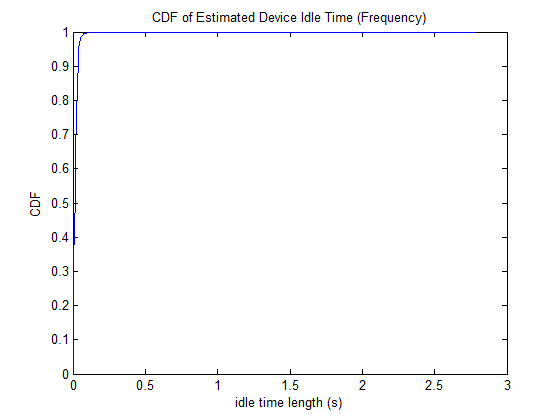 CDF of Estimated Device Idle Time (Frequency)
1
0.9
0.8
0.7
0.6
0.5
0.4
0.3
0.2
0.1
0
CDF
0 0.5 1 1.5 2 2.5 3
idle time length (s)